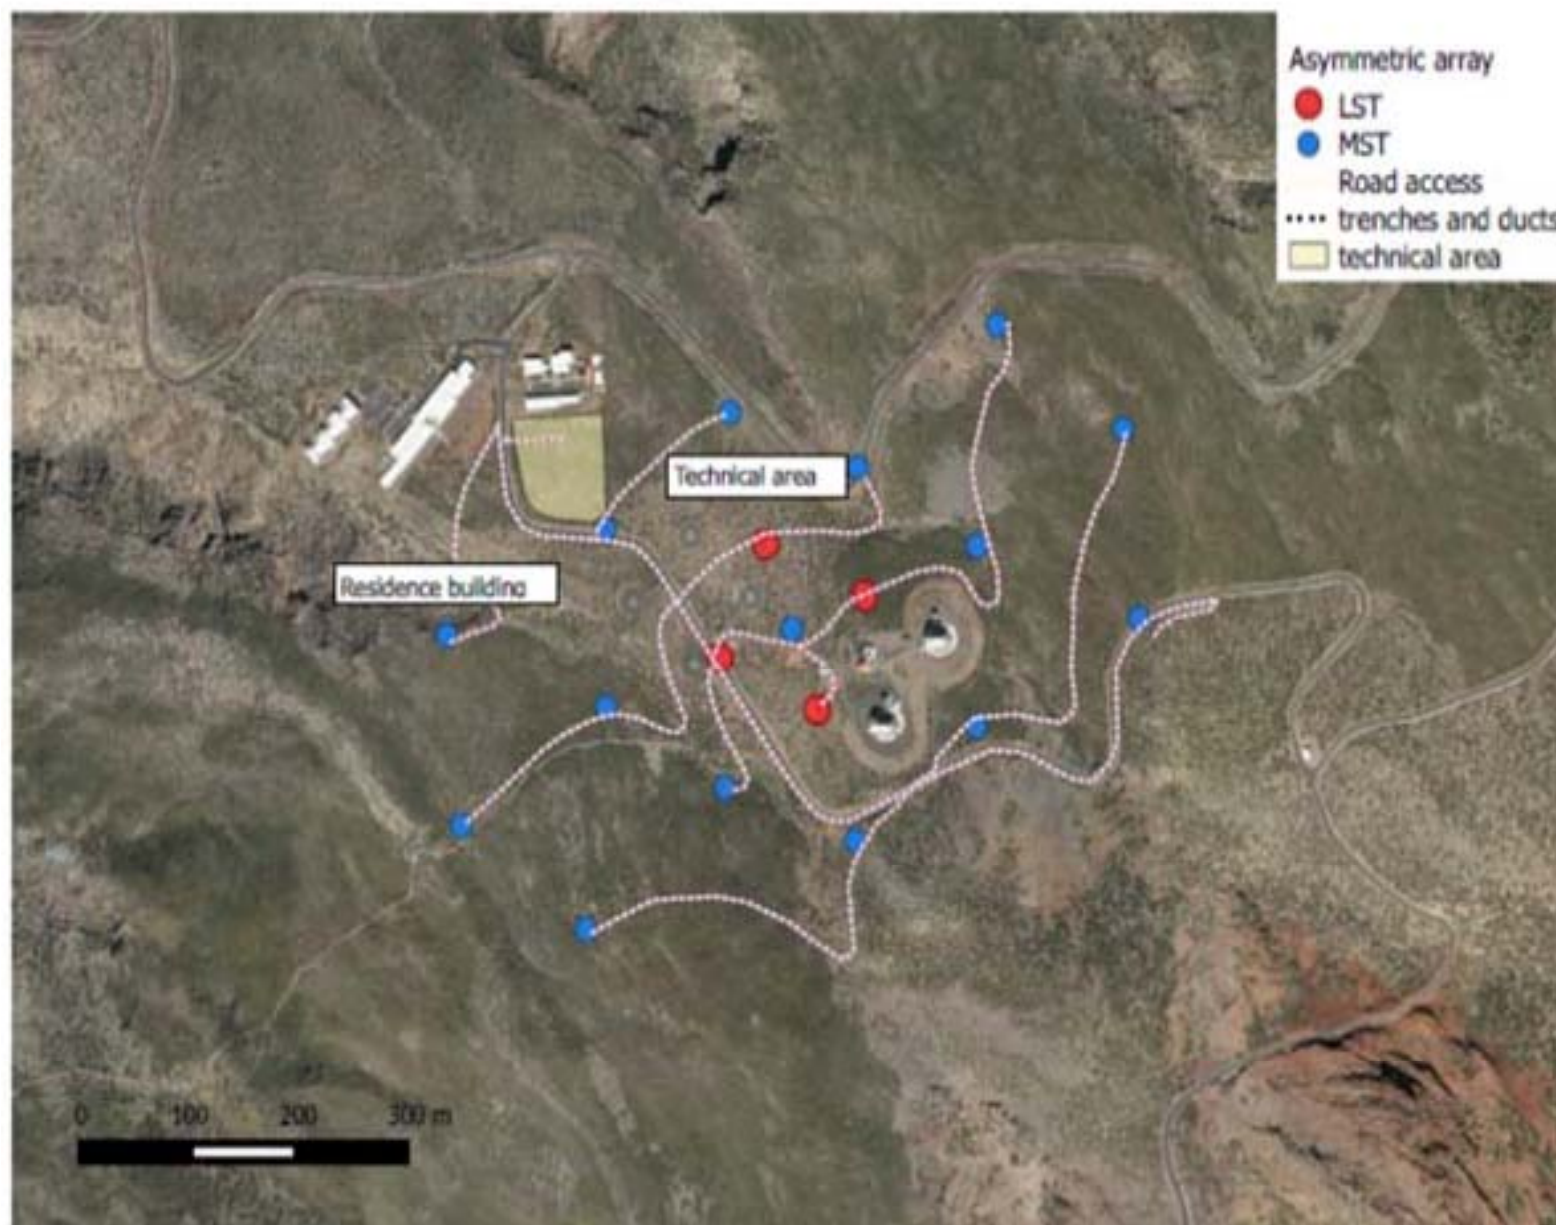 Asymmetric array
LST
MST
Road access
trenches and ducts
technical area
Technical area
Residence building
0 100 200 300 m